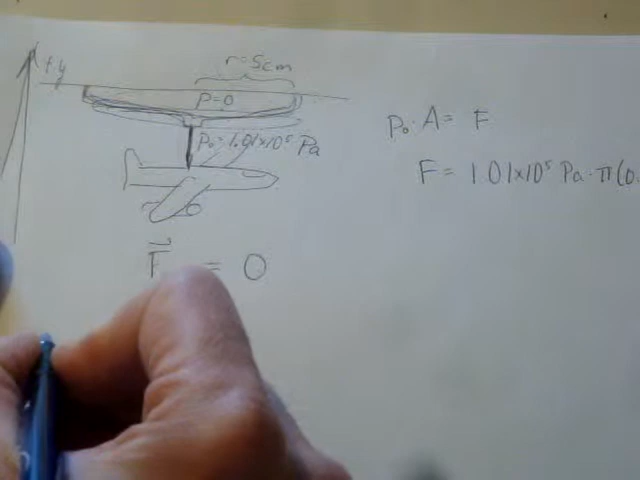 +y
r=5cm
P=0
P₀=1.01×10⁵ Pa
P₀·A= F
F= 1.01×10⁵ Pa·π(0.
F⃗ = 0